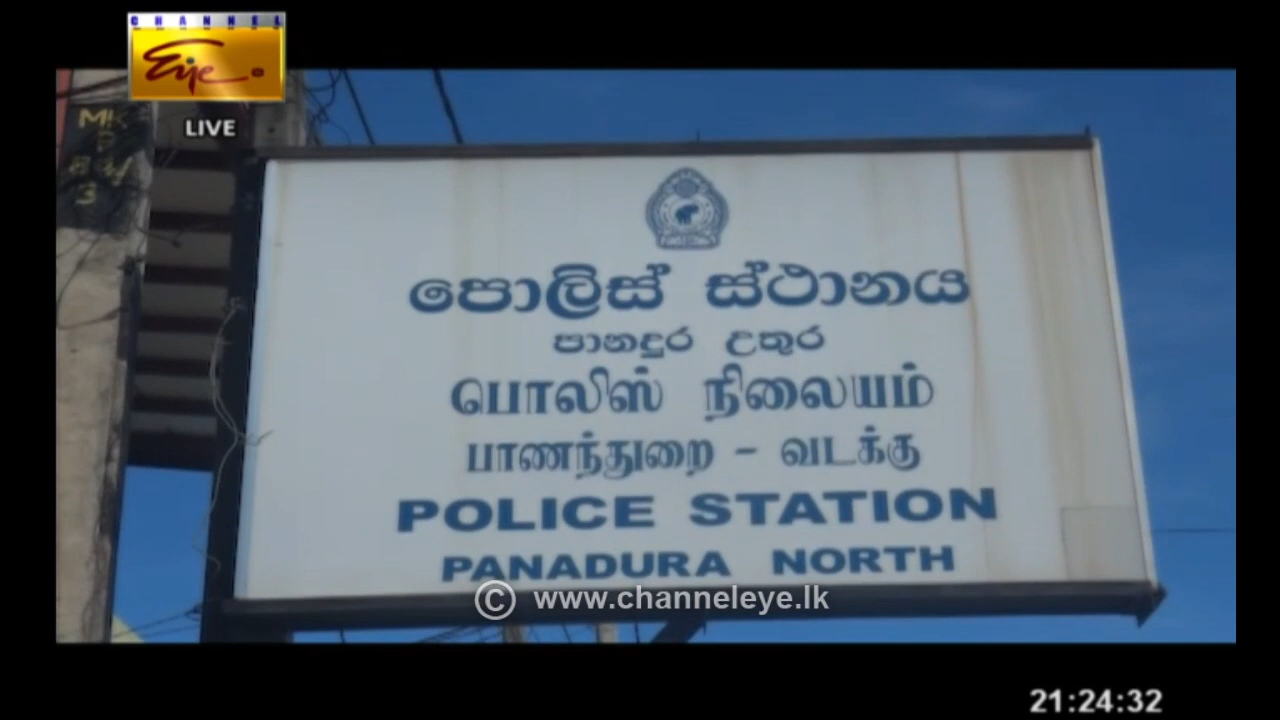 CHANNEL
Eye
LIVE
පොලිස් ස්ථානය
පානදුර උතුර
பொலிஸ் நிலையம்
பாணந்துறை - வடக்கு
POLICE STATION
PANADURA NORTH
© www.channeleye.lk
21:24:32